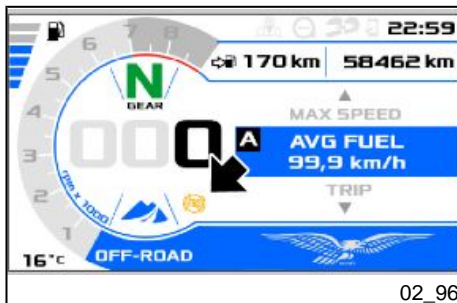 22:59
170 km 58462 km
8
7
6
5
4
3
2
1
rpm x 1000
N
GEAR
000
A
MAX SPEED
AVG FUEL
99,9 km/h
TRIP
16°C
OFF-ROAD
02_96